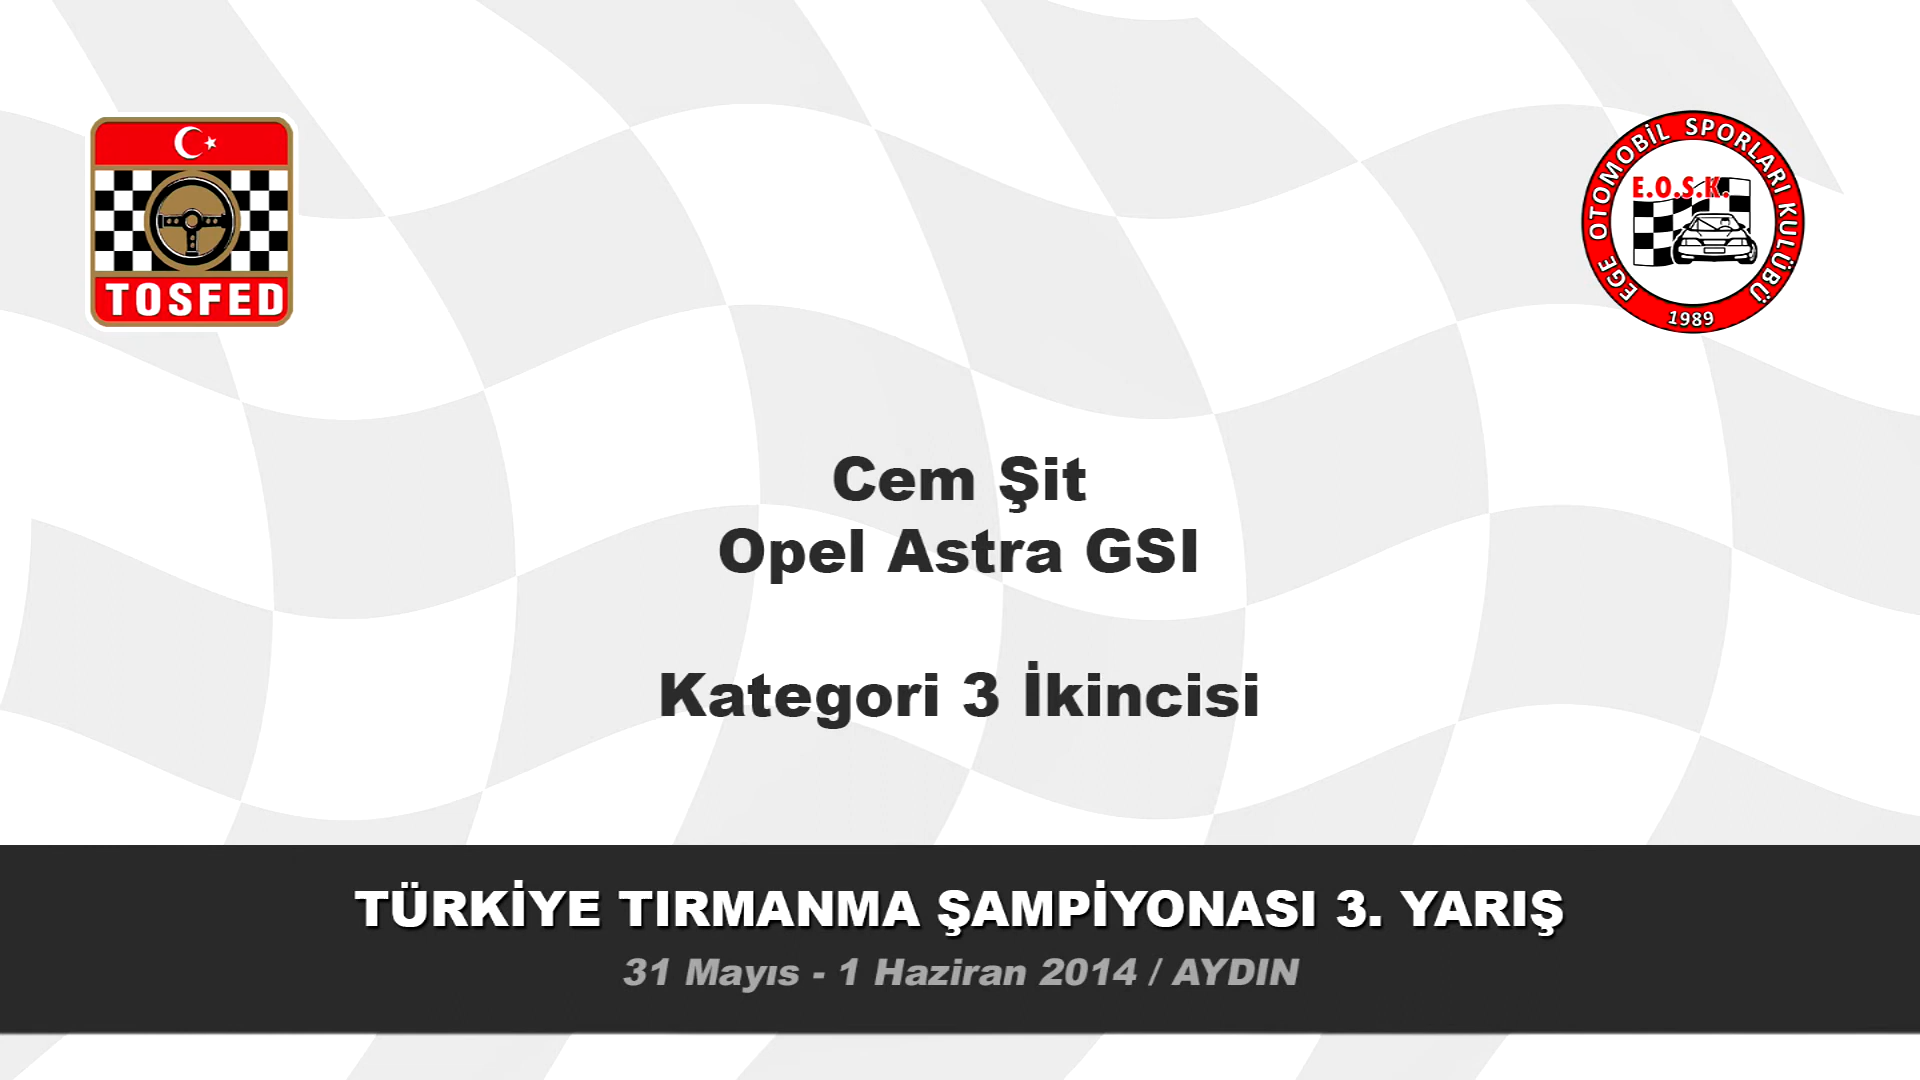 TOSFED
EGE OTOMOBİL SPORLARI KULÜBÜ
E.O.S.K.
1989
Cem Şit
Opel Astra GSI
Kategori 3 İkincisi
TÜRKİYE TIRMANMA ŞAMPİYONASI 3. YARIŞ
31 Mayıs - 1 Haziran 2014 / AYDIN